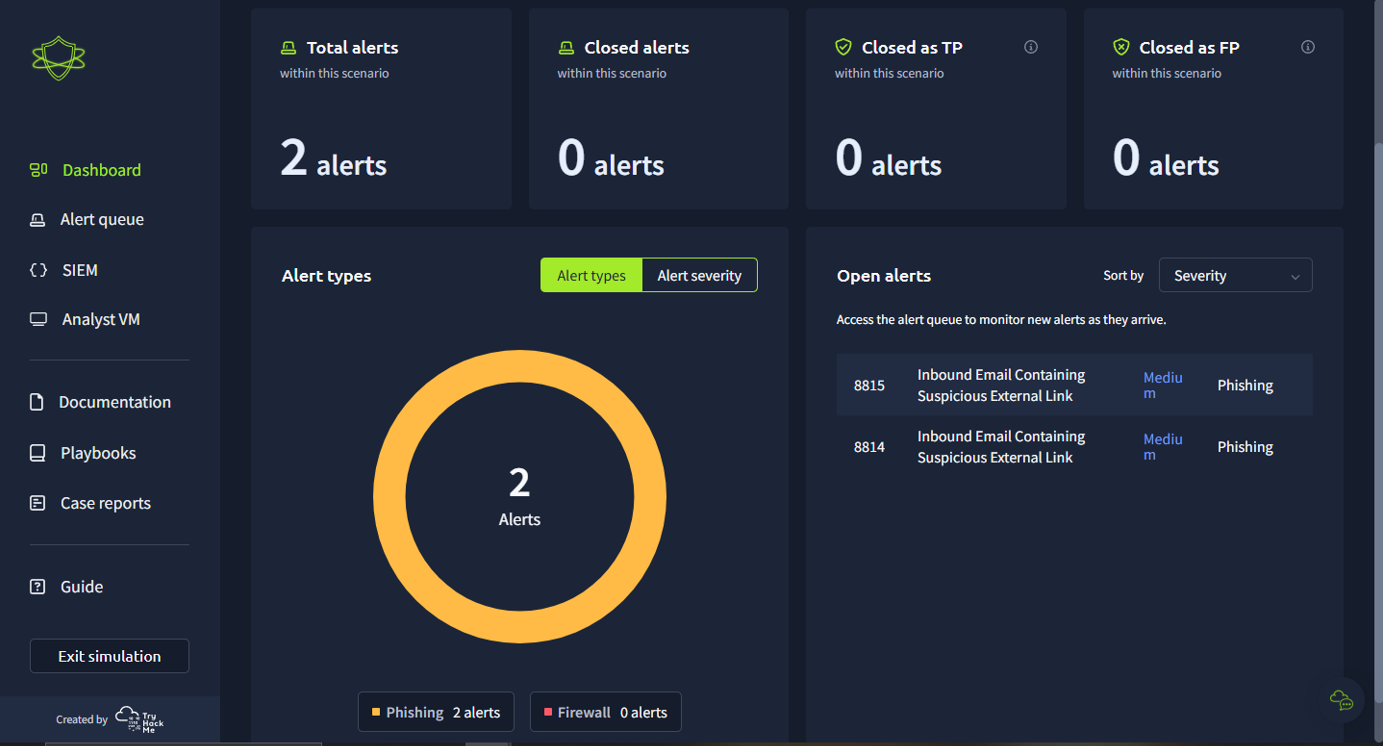 Total alerts
within this scenario
2 alerts
Closed alerts
within this scenario
0 alerts
Closed as TP
within this scenario
0 alerts
Closed as FP
within this scenario
0 alerts
Dashboard
Alert queue
SIEM
Analyst VM
Documentation
Playbooks
Case reports
Guide
Exit simulation
Created by
Try
Hack
Me
Alert types
Alert types
Alert severity
2
Alerts
Phishing 2 alerts
Firewall 0 alerts
Open alerts
Sort by
Severity
Access the alert queue to monitor new alerts as they arrive.
8815
Inbound Email Containing
Suspicious External Link
Mediu
m
Phishing
8814
Inbound Email Containing
Suspicious External Link
Mediu
m
Phishing